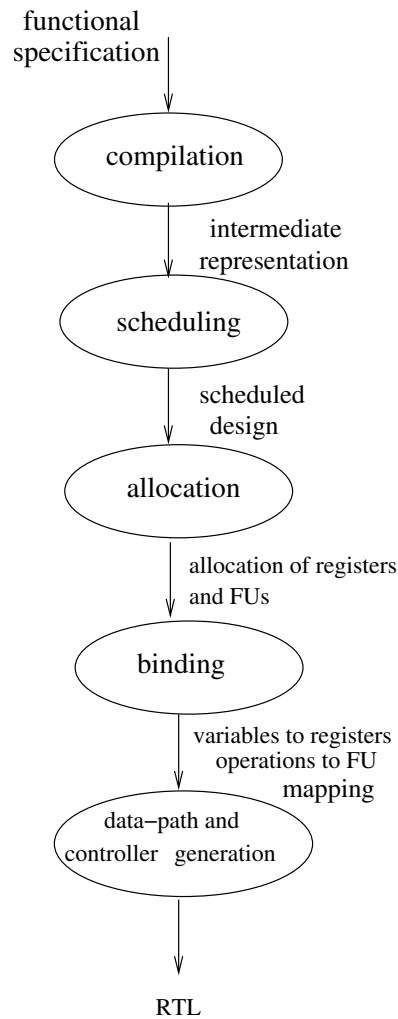 functional
specification
compilation
intermediate
representation
scheduling
scheduled
design
allocation
allocation of registers
and FUs
binding
variables to registers
operations to FU
mapping
data−path and
controller generation
RTL